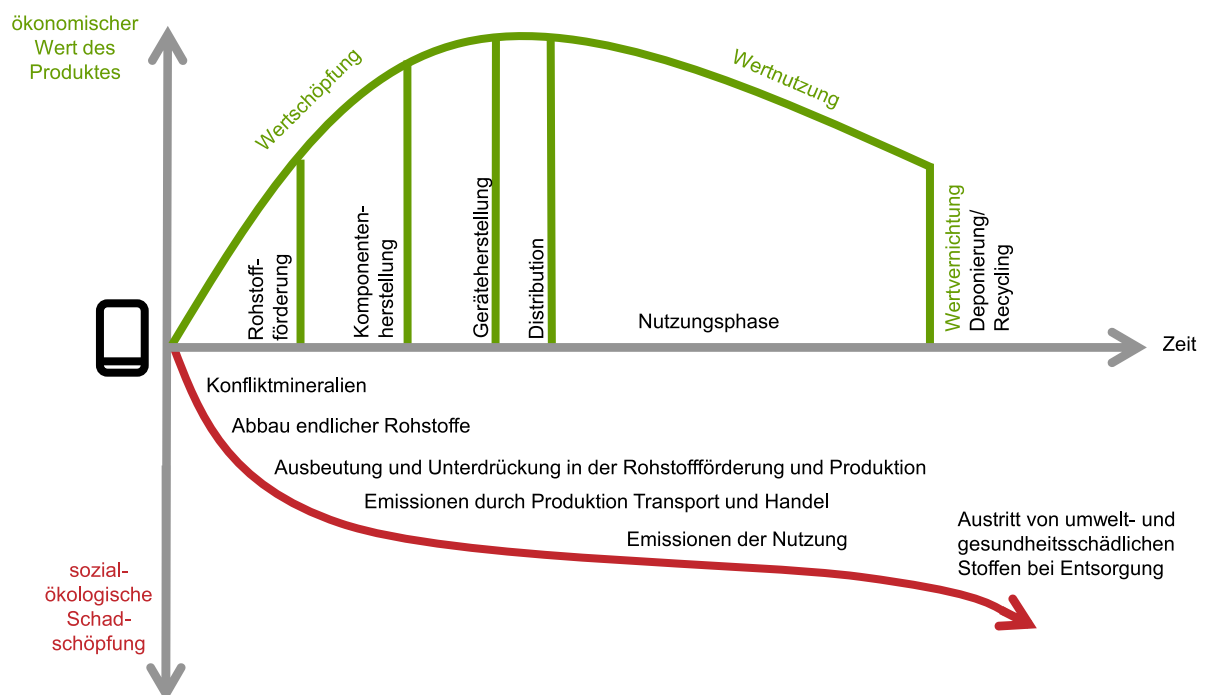 ökonomischer
Wert des
Produktes
Wertschöpfung
Wertnutzung
Rohstoff-
förderung
Komponenten-
herstellung
Geräteherstellung
Distribution
Nutzungsphase
Wertvernichtung
Deponierung/
Recycling
Zeit
Konfliktmineralien
Abbau endlicher Rohstoffe
Ausbeutung und Unterdrückung in der Rohstoffförderung und Produktion
Emissionen durch Produktion Transport und Handel
Emissionen der Nutzung
Austritt von umwelt- und
gesundheitsschädlichen
Stoffen bei Entsorgung
sozial-
ökologische
Schad-
schöpfung